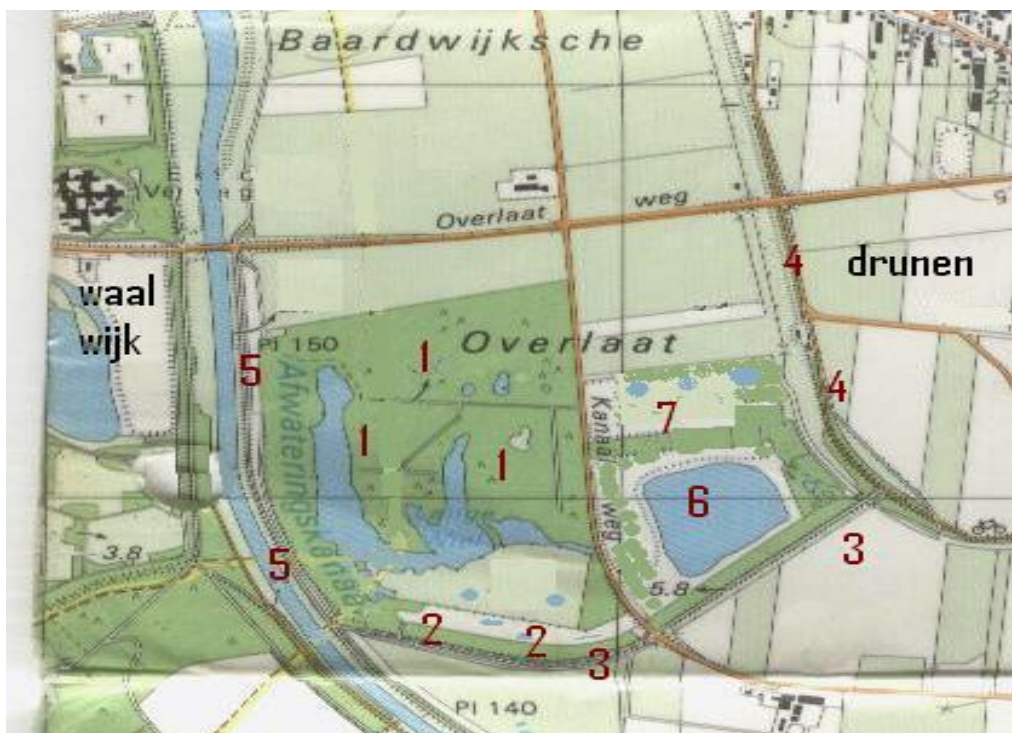 Baardwijksche
Overlaat
weg
4
drunen
waal
wijk
Pl 150
Overlaat
1
5
4
Afwateringskanaal
Kanaal
weg
7
1
1
6
3
3.8
5
5.8
2
2
3
Pl 140